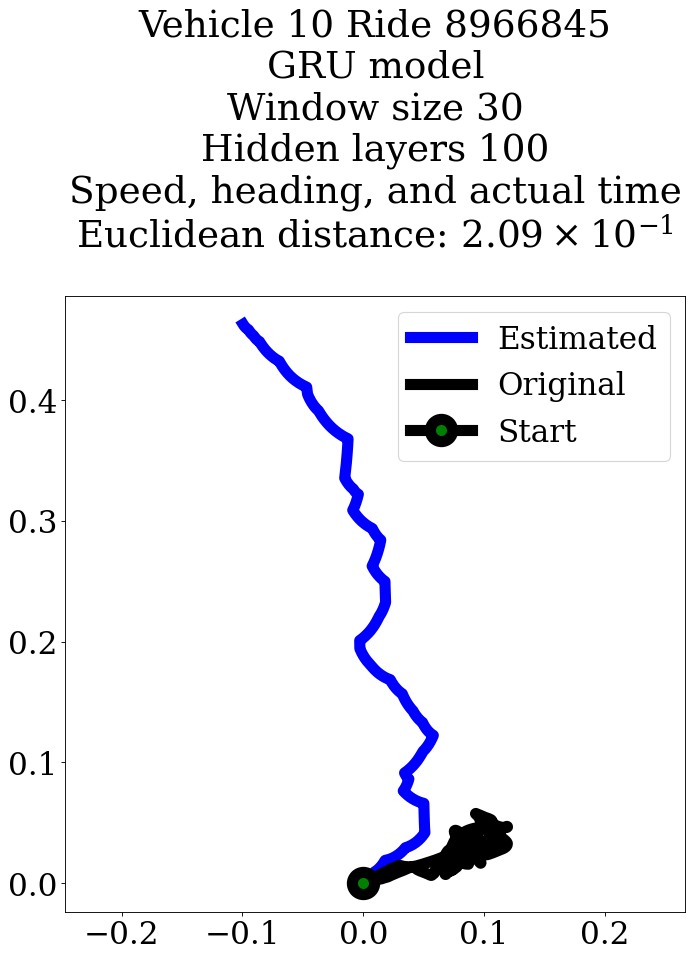 Vehicle 10 Ride 8966845
GRU model
Window size 30
Hidden layers 100
Speed, heading, and actual time
Euclidean distance: 2.09 × 10⁻¹
Estimated
Original
Start
0.4
0.3
0.2
0.1
0.0
−0.2
−0.1
0.0
0.1
0.2